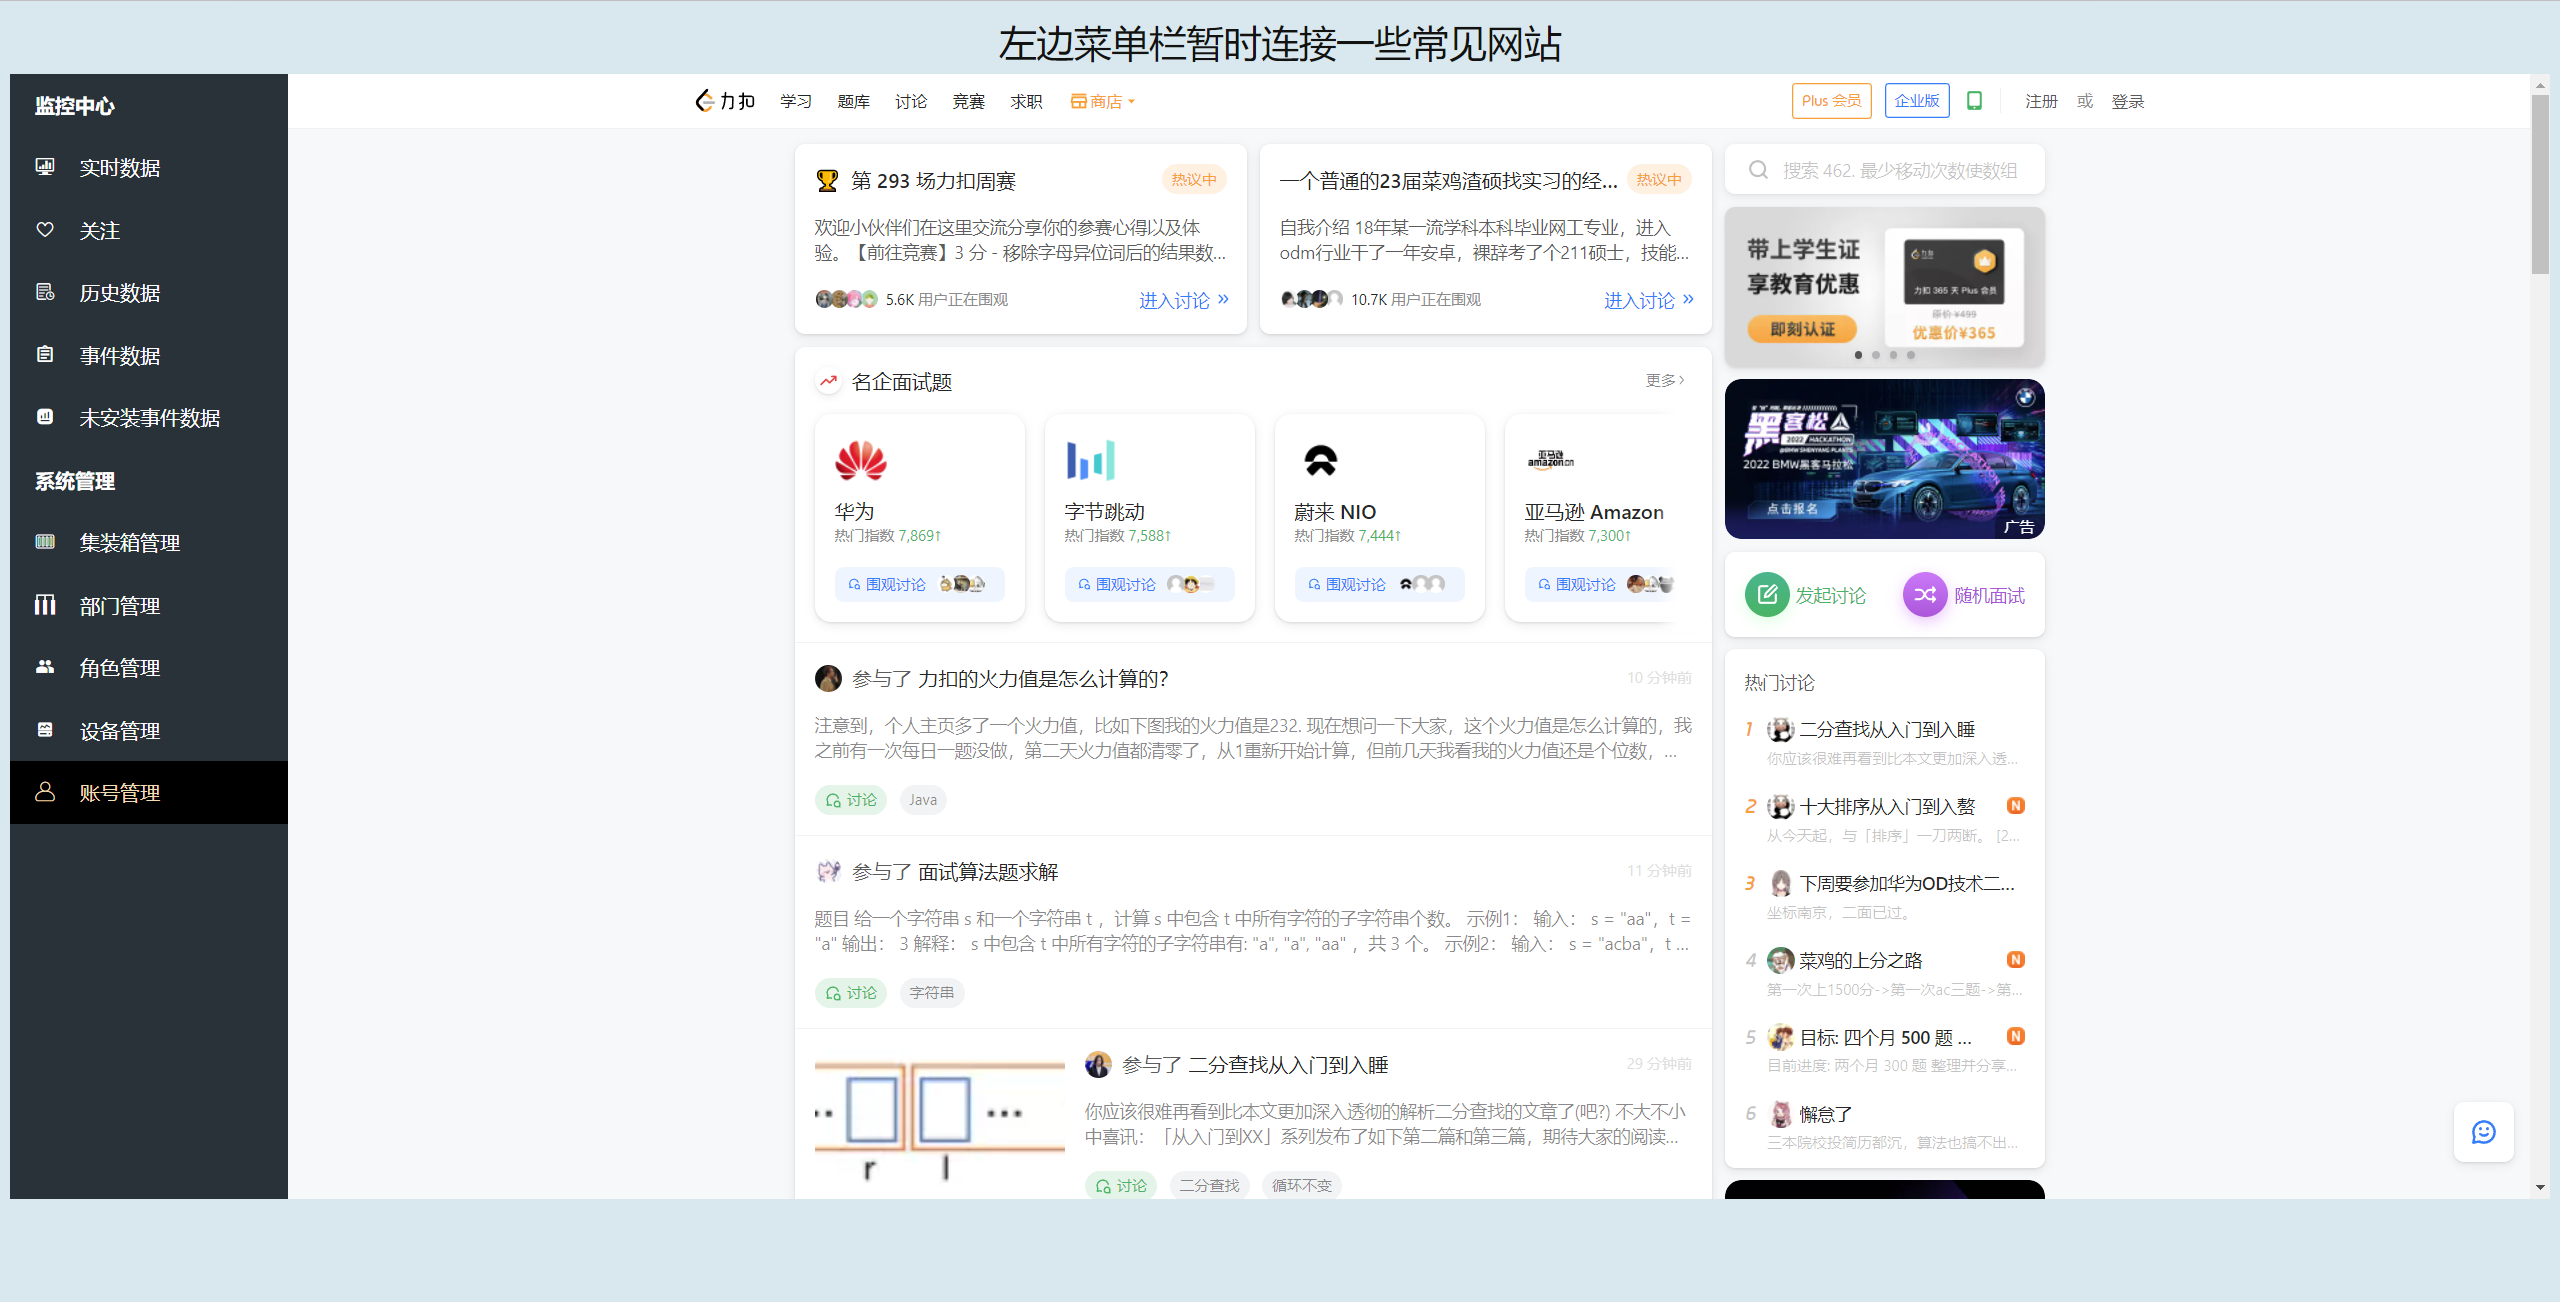 左边菜单栏暂时连接一些常见网站
监控中心
实时数据
关注
历史数据
事件数据
未安装事件数据
系统管理
集装箱管理
部门管理
角色管理
设备管理
账号管理
力扣 学习 题库 讨论 竞赛 求职 商店
Plus 会员 企业版 注册 或 登录
第 293 场力扣周赛 热议中
欢迎小伙伴们在这里交流分享你的参赛心得以及体
验。【前往竞赛】3 分 - 移除字母异位词后的结果数...
5.6K 用户正在围观 进入讨论 »
一个普通的23届菜鸡渣硕找实习的经... 热议中
自我介绍 18年某一流学科本科毕业网工专业，进入
odm行业干了一年安卓，裸辞考了个211硕士，技能...
10.7K 用户正在围观 进入讨论 »
名企面试题 更多
华为
热门指数 7,869↑
围观讨论
字节跳动
热门指数 7,588↑
围观讨论
蔚来 NIO
热门指数 7,444↑
围观讨论
亚马逊
amazon.cn
亚马逊 Amazon
热门指数 7,300↑
围观讨论
参与了 力扣的火力值是怎么计算的? 10 分钟前
注意到，个人主页多了一个火力值，比如下图我的火力值是232. 现在想问一下大家，这个火力值是怎么计算的，我
之前有一次每日一题没做，第二天火力值都清零了，从1重新开始计算，但前几天我看我的火力值还是个位数，...
讨论 Java
参与了 面试算法题求解 11 分钟前
题目 给一个字符串 s 和一个字符串 t ，计算 s 中包含 t 中所有字符的子字符串个数。 示例1： 输入： s = "aa"，t =
"a" 输出： 3 解释： s 中包含 t 中所有字符的子字符串有: "a", "a", "aa" ，共 3 个。 示例2： 输入： s = "acba"，t ...
讨论 字符串
r l
参与了 二分查找从入门到入睡 29 分钟前
你应该很难再看到比本文更加深入透彻的解析二分查找的文章了(吧?) 不大不小
中喜讯：「从入门到XX」系列发布了如下第二篇和第三篇，期待大家的阅读...
讨论 二分查找 循环不变
搜索 462. 最少移动次数使数组
带上学生证
享教育优惠
即刻认证
力扣
力扣 365 天 Plus 会员
原价 ¥499
优惠价¥365
黑客松
2022 HACKATHON
@BMW SHENYANG PLANTS
2022 BMW黑客马拉松
点击报名
广告
发起讨论 随机面试
热门讨论
1 二分查找从入门到入睡
你应该很难再看到比本文更加深入透...
2 十大排序从入门到入赘 N
从今天起，与「排序」一刀两断。 [2...
3 下周要参加华为OD技术二...
坐标南京，二面已过。
4 菜鸡的上分之路 N
第一次上1500分->第一次ac三题->第...
5 目标: 四个月 500 题 ... N
目前进度: 两个月 300 题 整理并分享...
6 懈怠了
三本院校投简历都沉，算法也搞不出...